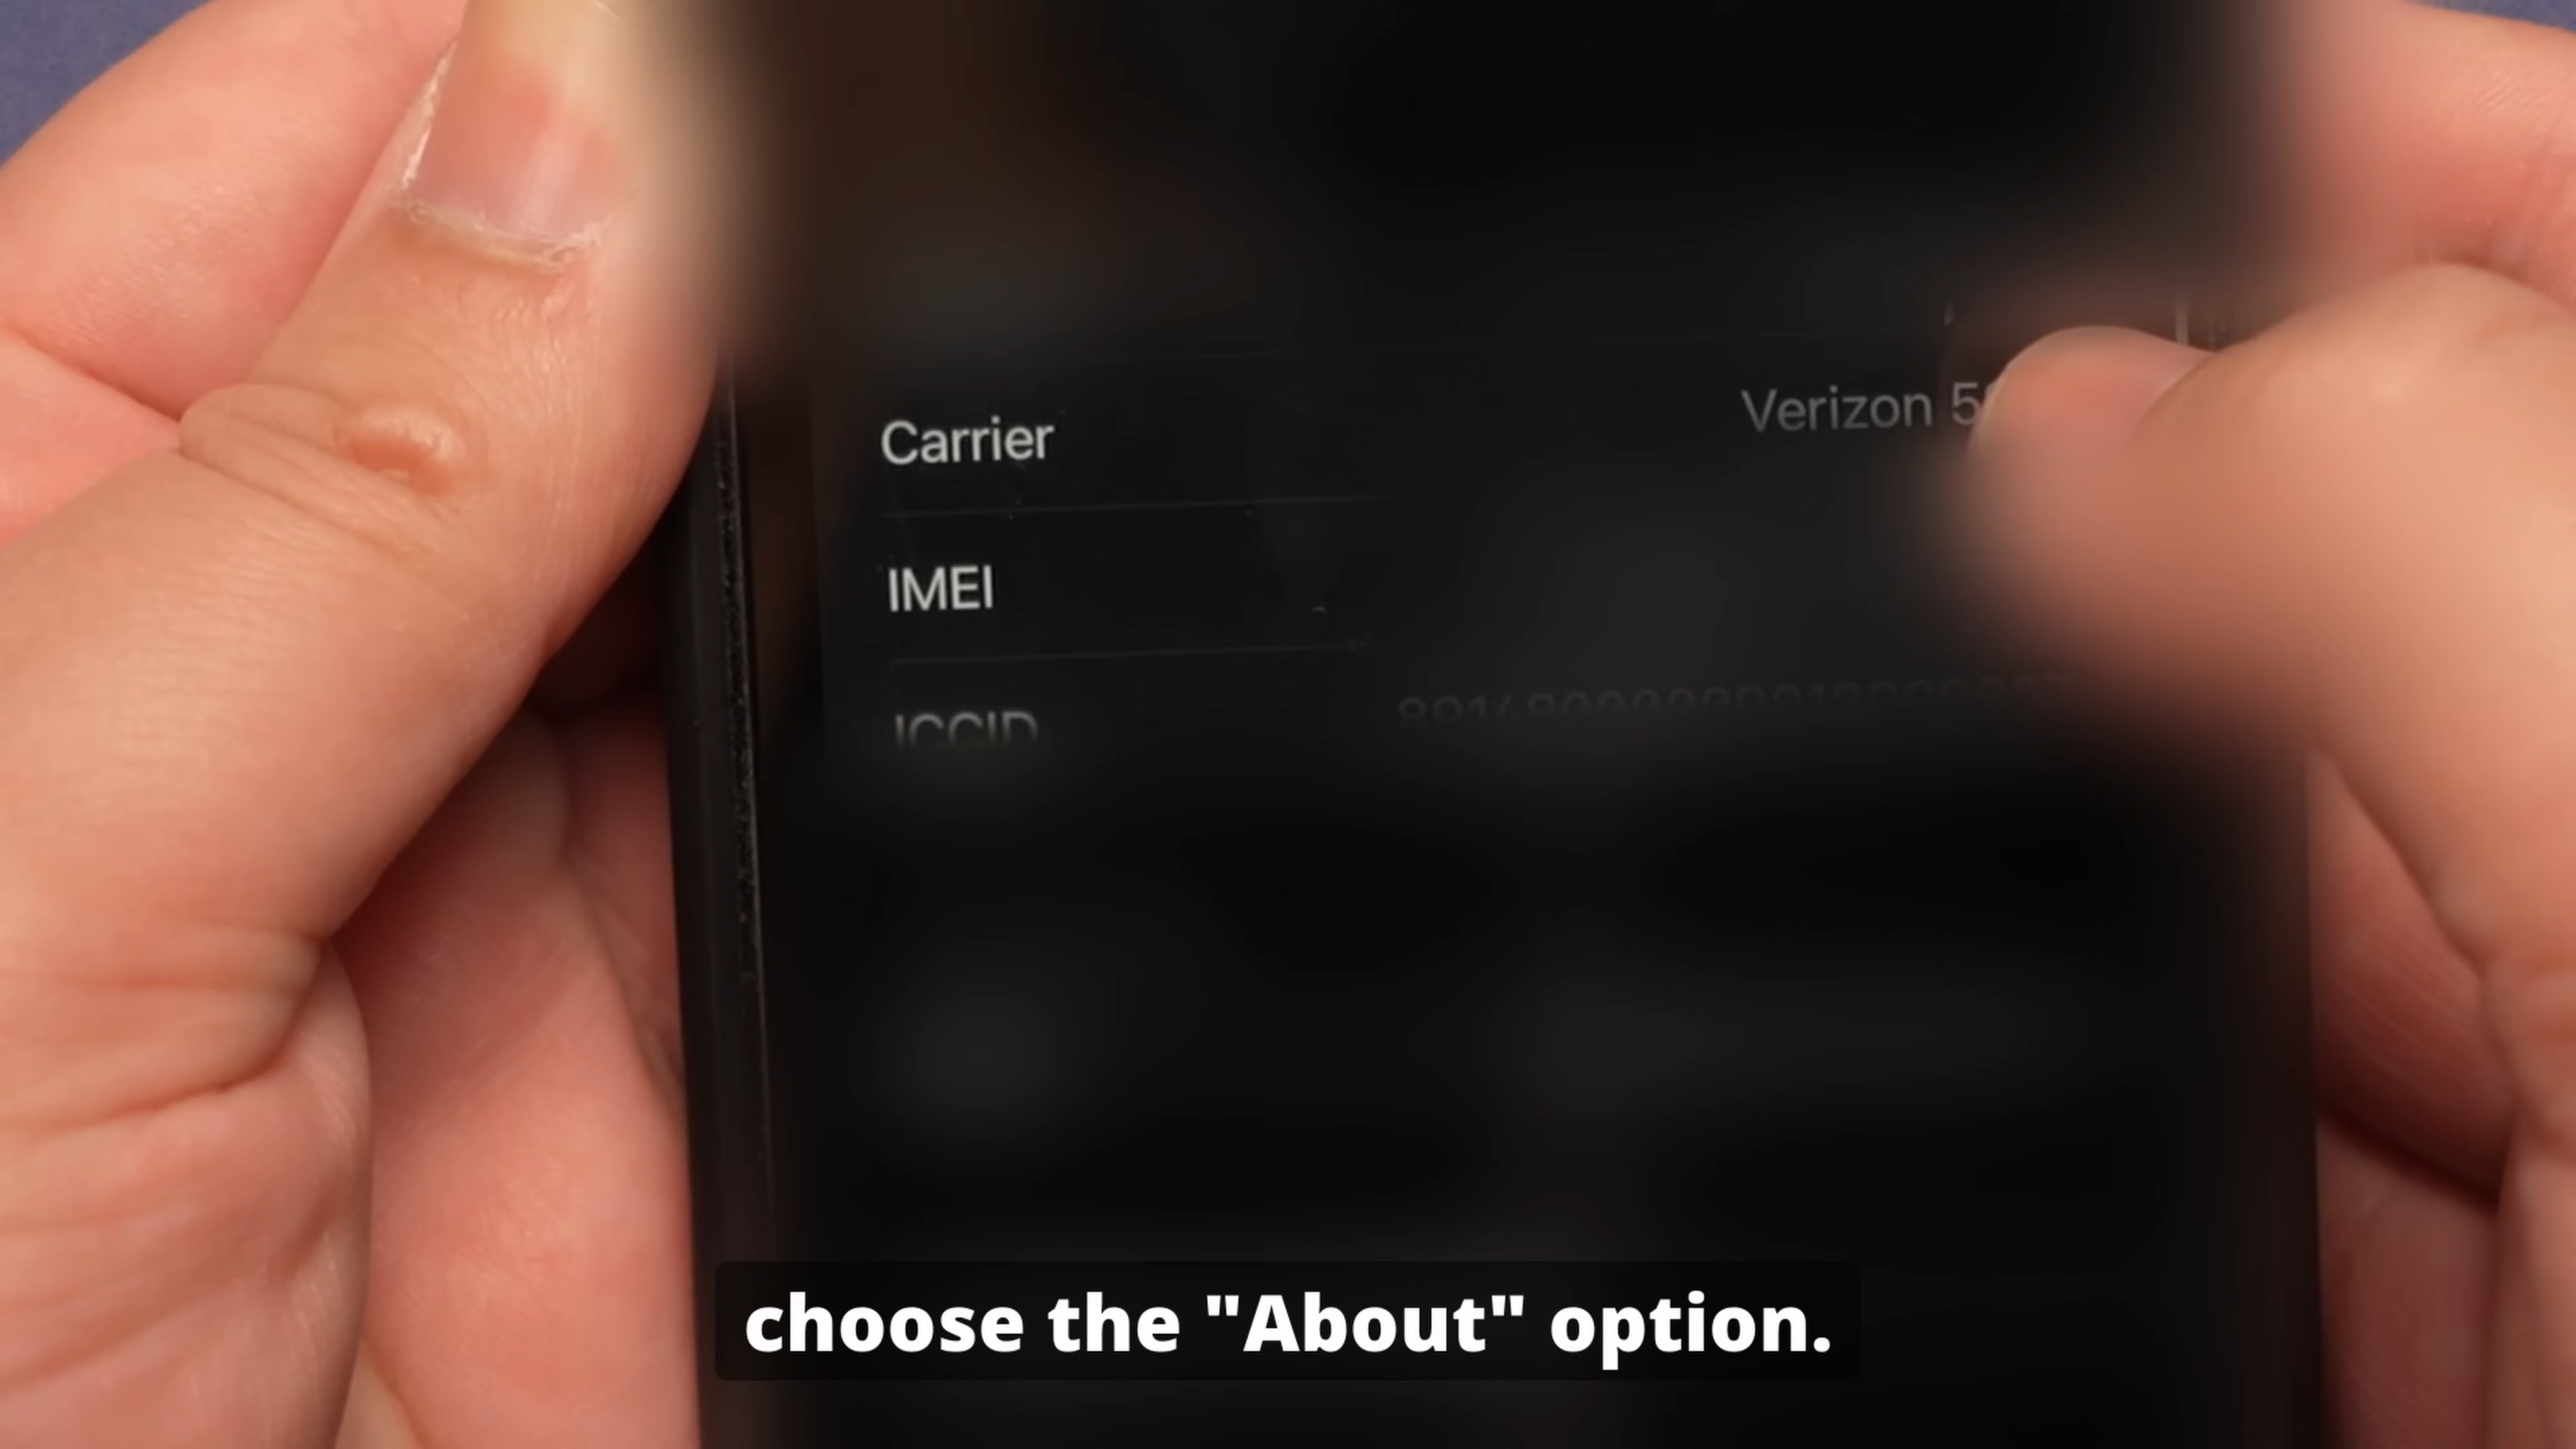 Carrier
Verizon
IMEI
ICCID
choose the "About" option.